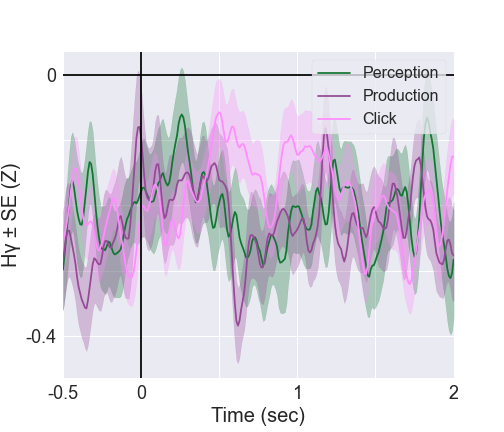 Perception
Production
Click
Hγ ± SE (Z)
0
-0.4
-0.5
0
1
2
Time (sec)